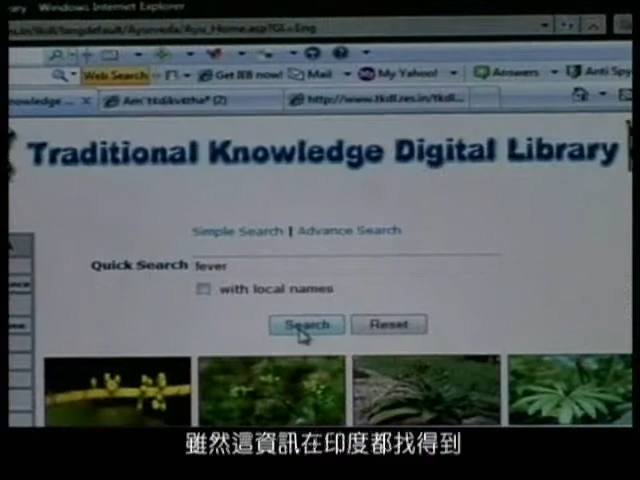 Windows Internet Explorer
Web Search
Get IE8 now!
Mail
My Yahoo!
Answers
Anti Spy
nowledge ...
http://www.tkdl.res.in/tkdl...
Traditional Knowledge Digital Library
Simple Search | Advance Search
Quick Search fever
with local names
Search Reset
雖然這資訊在印度都找得到